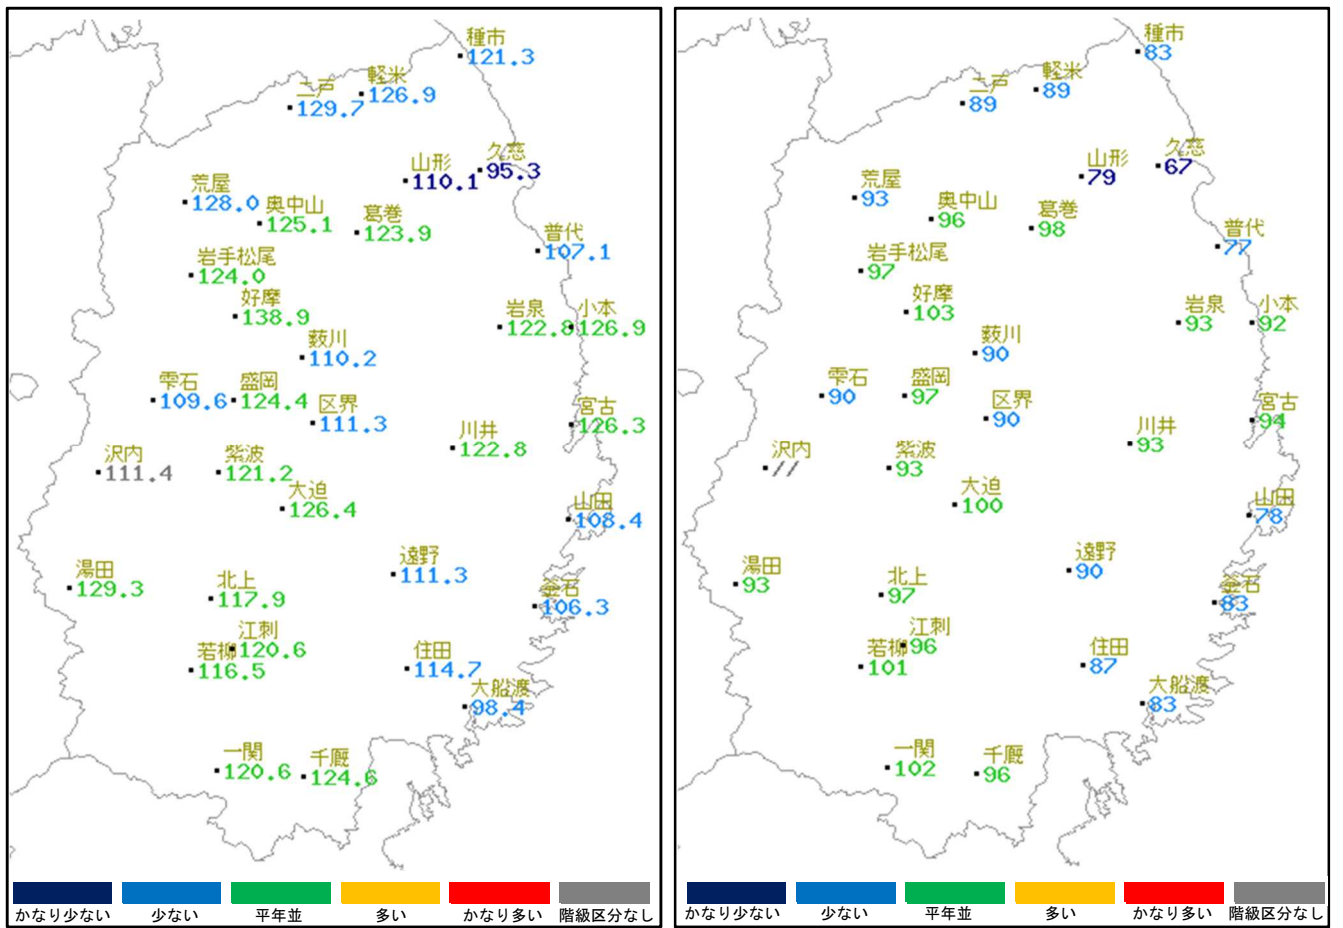 種市
121.3
軽米
126.9
二戸
129.7
久慈
95.3
山形
110.1
荒屋
128.0
奥中山
125.1
葛巻
123.9
普代
107.1
岩手松尾
124.0
好摩
138.9
岩泉
122.8
小本
126.9
薮川
110.2
雫石
109.6
盛岡
124.4
区界
111.3
宮古
126.3
川井
122.8
沢内
111.4
紫波
121.2
大迫
126.4
山田
108.4
遠野
111.3
湯田
129.3
北上
117.9
釜石
106.3
江刺
120.6
若柳
116.5
住田
114.7
大船渡
98.4
一関
120.6
千厩
124.6
かなり少ない 少ない 平年並 多い かなり多い 階級区分なし
種市
83
軽米
89
二戸
89
久慈
67
山形
79
荒屋
93
奥中山
96
葛巻
98
普代
77
岩手松尾
97
好摩
103
岩泉
93
小本
92
薮川
90
雫石
90
盛岡
97
区界
90
宮古
94
川井
93
沢内
//
紫波
93
大迫
100
山田
78
遠野
90
湯田
93
北上
97
釜石
83
江刺
96
若柳
101
住田
87
大船渡
83
一関
102
千厩
96
かなり少ない 少ない 平年並 多い かなり多い 階級区分なし